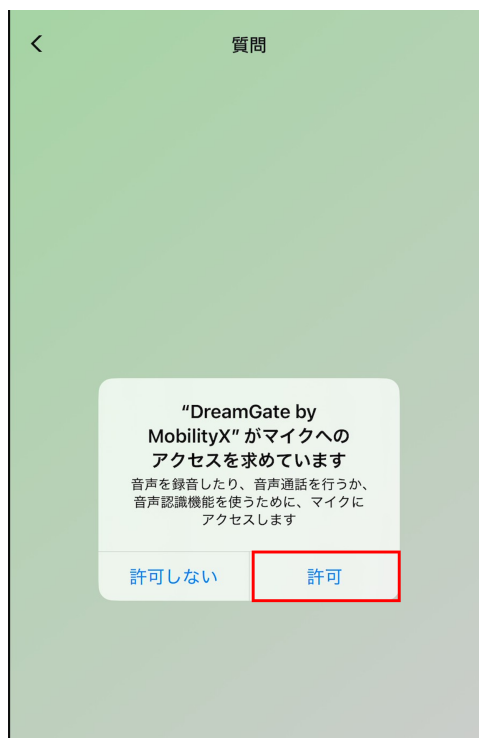 質問
“DreamGate by
MobilityX” がマイクへの
アクセスを求めています
音声を録音したり、音声通話を行うか、
音声認識機能を使うために、マイクに
アクセスします
許可しない
許可